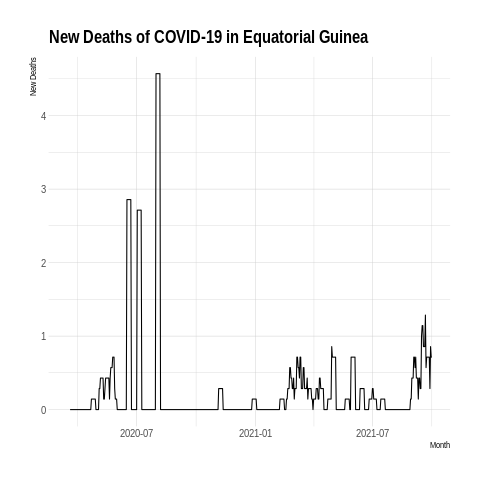 New Deaths of COVID-19 in Equatorial Guinea
New Deaths
4
3
2
1
0
2020-07
2021-01
2021-07
Month